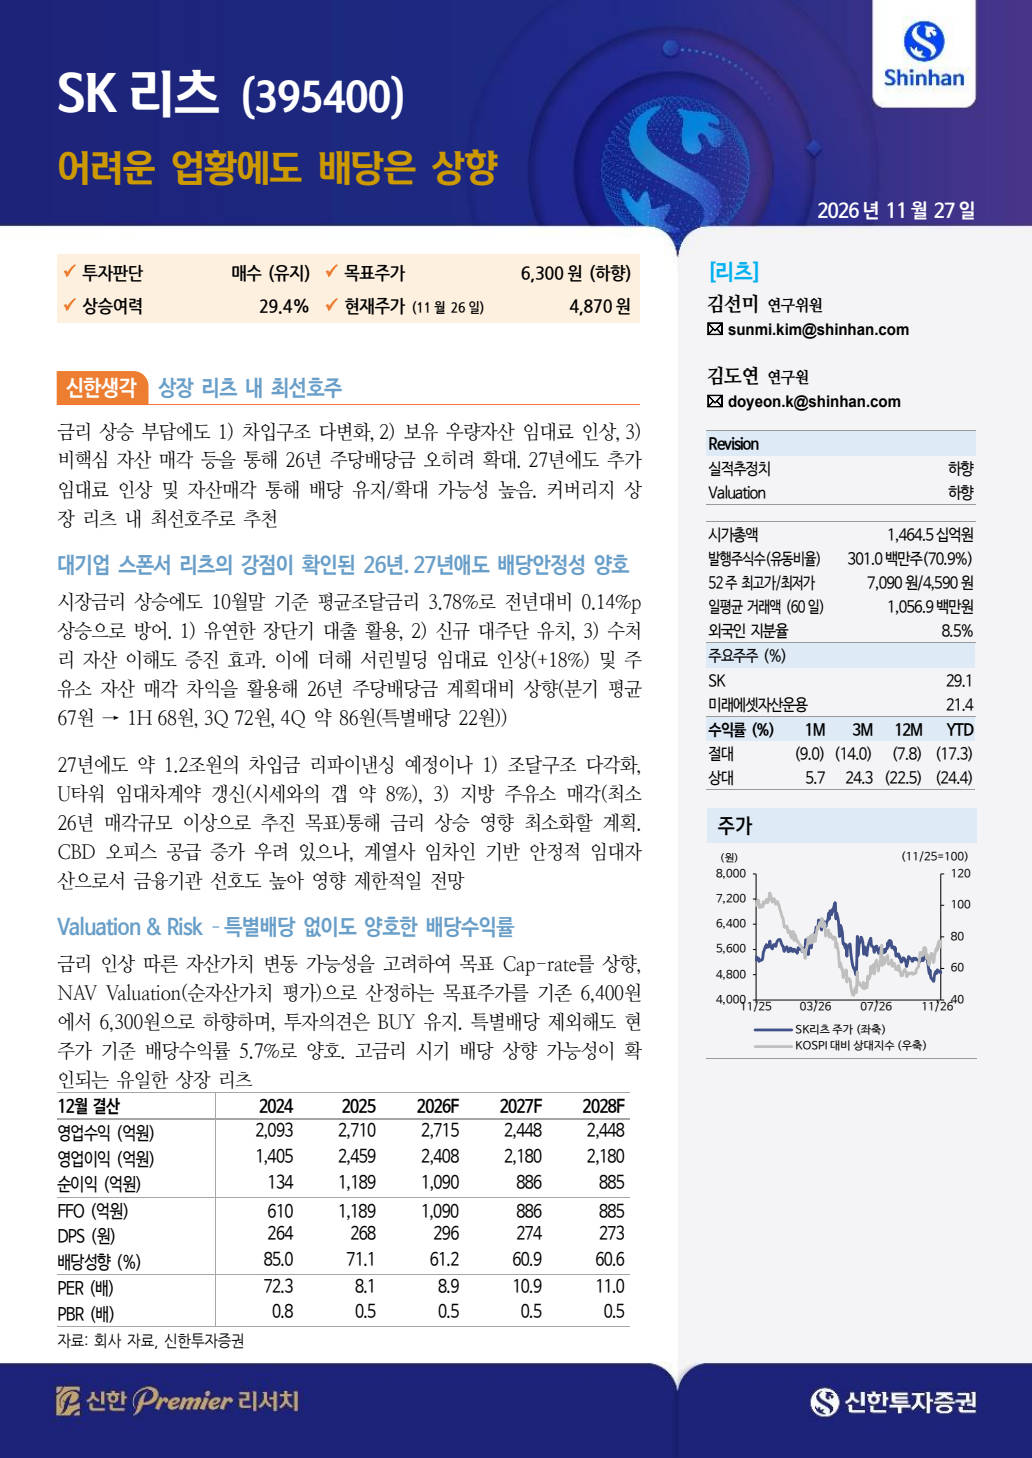 Shinhan
SK 리츠 (395400)
어려운 업황에도 배당은 상향
2026년 11월 27일
투자판단 매수 (유지) 목표주가 6,300원 (하향)
상승여력 29.4% 현재주가 (11월 26일) 4,870원
신한생각 상장 리츠 내 최선호주
금리 상승 부담에도 1) 차입구조 다변화, 2) 보유 우량자산 임대료 인상, 3)
비핵심 자산 매각 등을 통해 26년 주당배당금 오히려 확대. 27년에도 추가
임대료 인상 및 자산매각 통해 배당 유지/확대 가능성 높음. 커버리지 상
장 리츠 내 최선호주로 추천
대기업 스폰서 리츠의 강점이 확인된 26년. 27년에도 배당안정성 양호
시장금리 상승에도 10월말 기준 평균조달금리 3.78%로 전년대비 0.14%p
상승으로 방어. 1) 유연한 장단기 대출 활용, 2) 신규 대주단 유치, 3) 수처
리 자산 이해도 증진 효과. 이에 더해 서린빌딩 임대료 인상(+18%) 및 주
유소 자산 매각 차익을 활용해 26년 주당배당금 계획대비 상향(분기 평균
67원 → 1H 68원, 3Q 72원, 4Q 약 86원(특별배당 22원))
27년에도 약 1.2조원의 차입금 리파이낸싱 예정이나 1) 조달구조 다각화,
U타워 임대차계약 갱신(시세와의 갭 약 8%), 3) 지방 주유소 매각(최소
26년 매각규모 이상으로 추진 목표)통해 금리 상승 영향 최소화할 계획.
CBD 오피스 공급 증가 우려 있으나, 계열사 임차인 기반 안정적 임대자
산으로서 금융기관 선호도 높아 영향 제한적일 전망
Valuation & Risk - 특별배당 없이도 양호한 배당수익률
금리 인상 따른 자산가치 변동 가능성을 고려하여 목표 Cap-rate를 상향,
NAV Valuation(순자산가치 평가)으로 산정하는 목표주가를 기존 6,400원
에서 6,300원으로 하향하며, 투자의견은 BUY 유지. 특별배당 제외해도 현
주가 기준 배당수익률 5.7%로 양호. 고금리 시기 배당 상향 가능성이 확
인되는 유일한 상장 리츠
12월 결산 2024 2025 2026F 2027F 2028F
영업수익 (억원) 2,093 2,710 2,715 2,448 2,448
영업이익 (억원) 1,405 2,459 2,408 2,180 2,180
순이익 (억원) 134 1,189 1,090 886 885
FFO (억원) 610 1,189 1,090 886 885
DPS (원) 264 268 296 274 273
배당성향 (%) 85.0 71.1 61.2 60.9 60.6
PER (배) 72.3 8.1 8.9 10.9 11.0
PBR (배) 0.8 0.5 0.5 0.5 0.5
자료: 회사 자료, 신한투자증권
[리츠]
김선미 연구위원
sunmi.kim@shinhan.com
김도연 연구원
doyeon.k@shinhan.com
Revision
실적추정치 하향
Valuation 하향
시가총액 1,464.5 십억원
발행주식수(유동비율) 301.0 백만주(70.9%)
52주 최고가/최저가 7,090 원/4,590 원
일평균 거래액 (60일) 1,056.9 백만원
외국인 지분율 8.5%
주요주주 (%)
SK 29.1
미래에셋자산운용 21.4
수익률 (%) 1M 3M 12M YTD
절대 (9.0) (14.0) (7.8) (17.3)
상대 5.7 24.3 (22.5) (24.4)
주가
(원) (11/25=100)
8,000 120
7,200 100
6,400
5,600 80
4,800 60
4,000 40
11/25 03/26 07/26 11/26
SK리츠 주가 (좌축)
KOSPI 대비 상대지수 (우축)
신한 Premier 리서치
신한투자증권